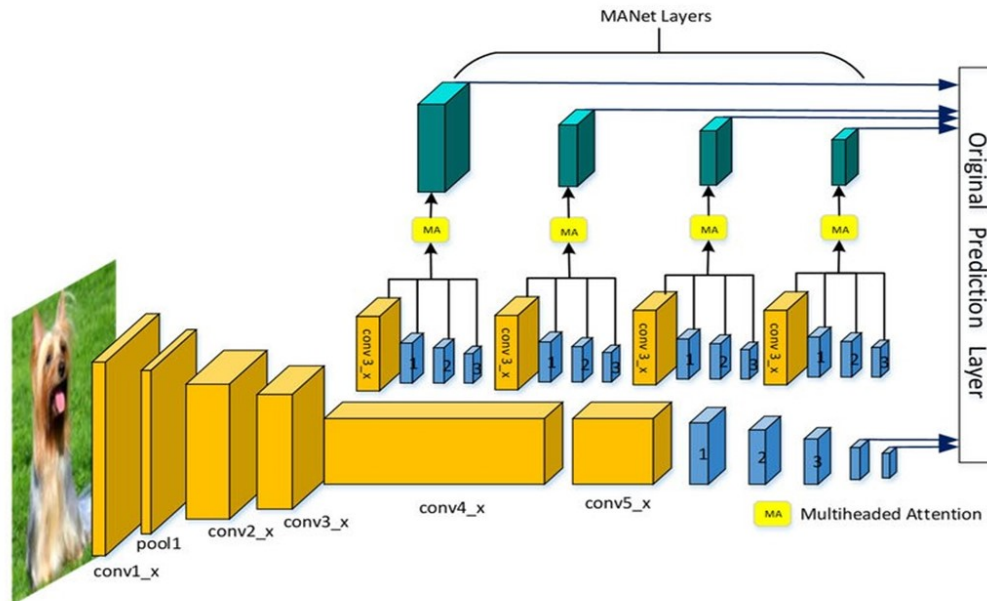 MANet Layers
MA
MA
MA
MA
conv 3_x
1
2
3
conv 3_x
1
2
3
conv 3_x
1
2
3
conv 3_x
1
2
3
Original Prediction Layer
1
2
3
conv1_x
pool1
conv2_x
conv3_x
conv4_x
conv5_x
MA
Multiheaded Attention